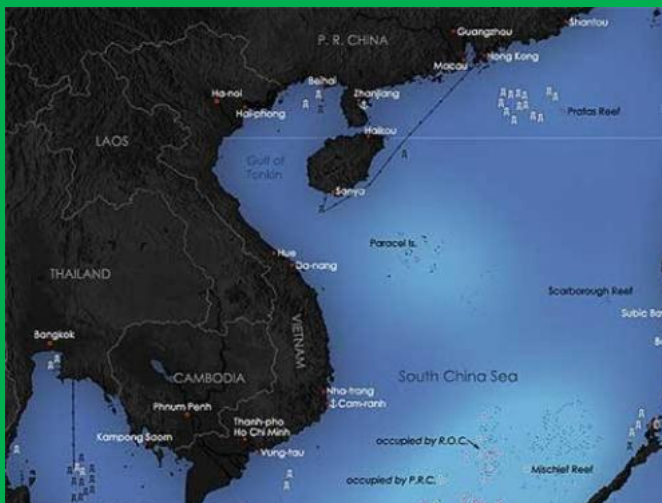 Shantou
Guangzhou
P. R. CHINA
Hong Kong
Macau
Beihai
Zhanjiang
Ha-noi
Hai-phong
Pratas Reef
Haikou
LAOS
Gulf of
Tonkin
Sanya
Paracel Is.
Hue
Da-nang
THAILAND
Scarborough Reef
Subic Ba
Bangkok
VIETNAM
CAMBODIA
South China Sea
Nha-trang
Cam-ranh
Phnum Penh
Thanh-pho
Ho Chi Minh
Kampong Saom
occupied by R.O.C.
Vung-tau
Mischief Reef
occupied by P.R.C.